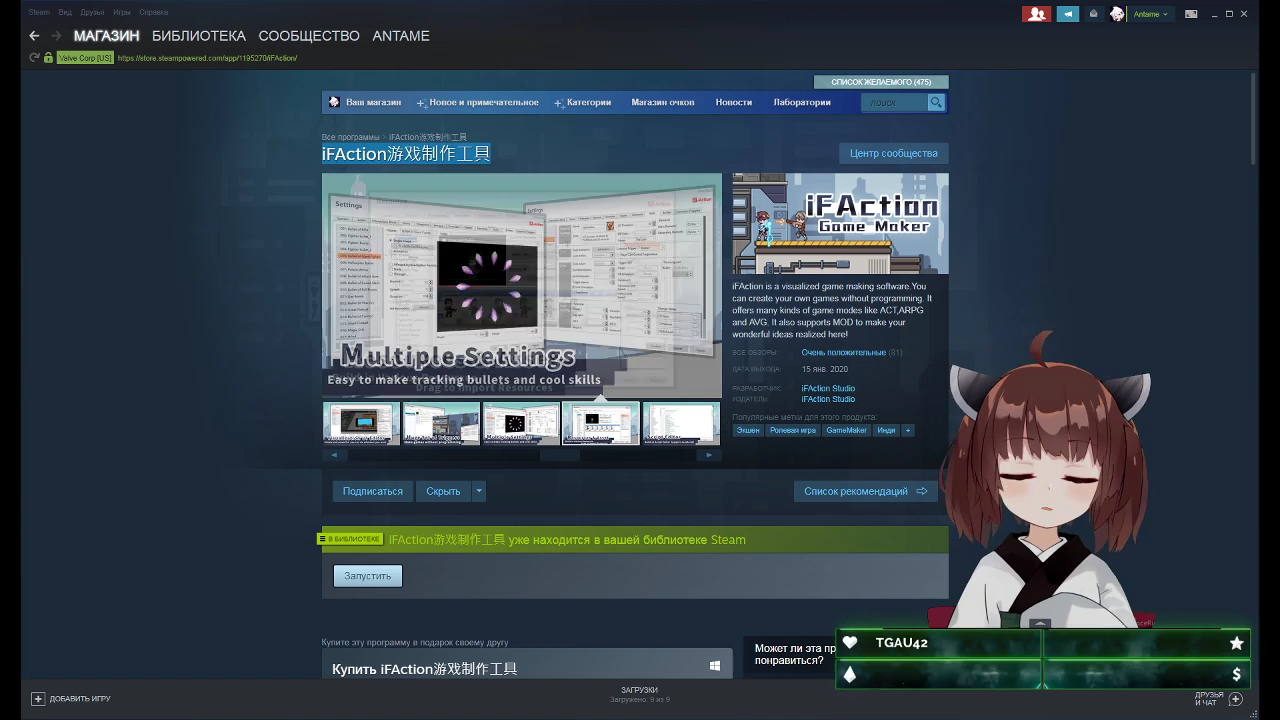 Steam Вид Друзья Игры Справка
Antame
МАГАЗИН БИБЛИОТЕКА СООБЩЕСТВО ANTAME
Valve Corp [US] https://store.steampowered.com/app/1195270/iFAction/
СПИСОК ЖЕЛАЕМОГО (475)
Ваш магазин Новое и примечательное Категории Магазин очков Новости Лаборатории поиск
Все программы > iFAction游戏制作工具
iFAction游戏制作工具
Центр сообщества
Settings
Multiple Settings
Easy to make tracking bullets and cool skills
Drag to Import Resources
iFAction
Game Maker
iFAction is a visualized game making software.You
can create your own games without programming. It
offers many kinds of game modes like ACT,ARPG
and AVG. It also supports MOD to make your
wonderful ideas realized here!
ВСЕ ОБЗОРЫ: Очень положительные (81)
ДАТА ВЫХОДА: 15 янв. 2020
РАЗРАБОТЧИК: iFAction Studio
ИЗДАТЕЛЬ: iFAction Studio
Популярные метки для этого продукта:
Экшен Ролевая игра GameMaker Инди +
Подписаться Скрыть Список рекомендаций
В БИБЛИОТЕКЕ iFAction游戏制作工具 уже находится в вашей библиотеке Steam
Запустить
Купите эту программу в подарок своему другу
Купить iFAction游戏制作工具
Может ли эта пр
понравиться?
TGAU42
$
ДОБАВИТЬ ИГРУ
ЗАГРУЗКИ
Загружено: 9 из 9
ДРУЗЬЯ
И ЧАТ